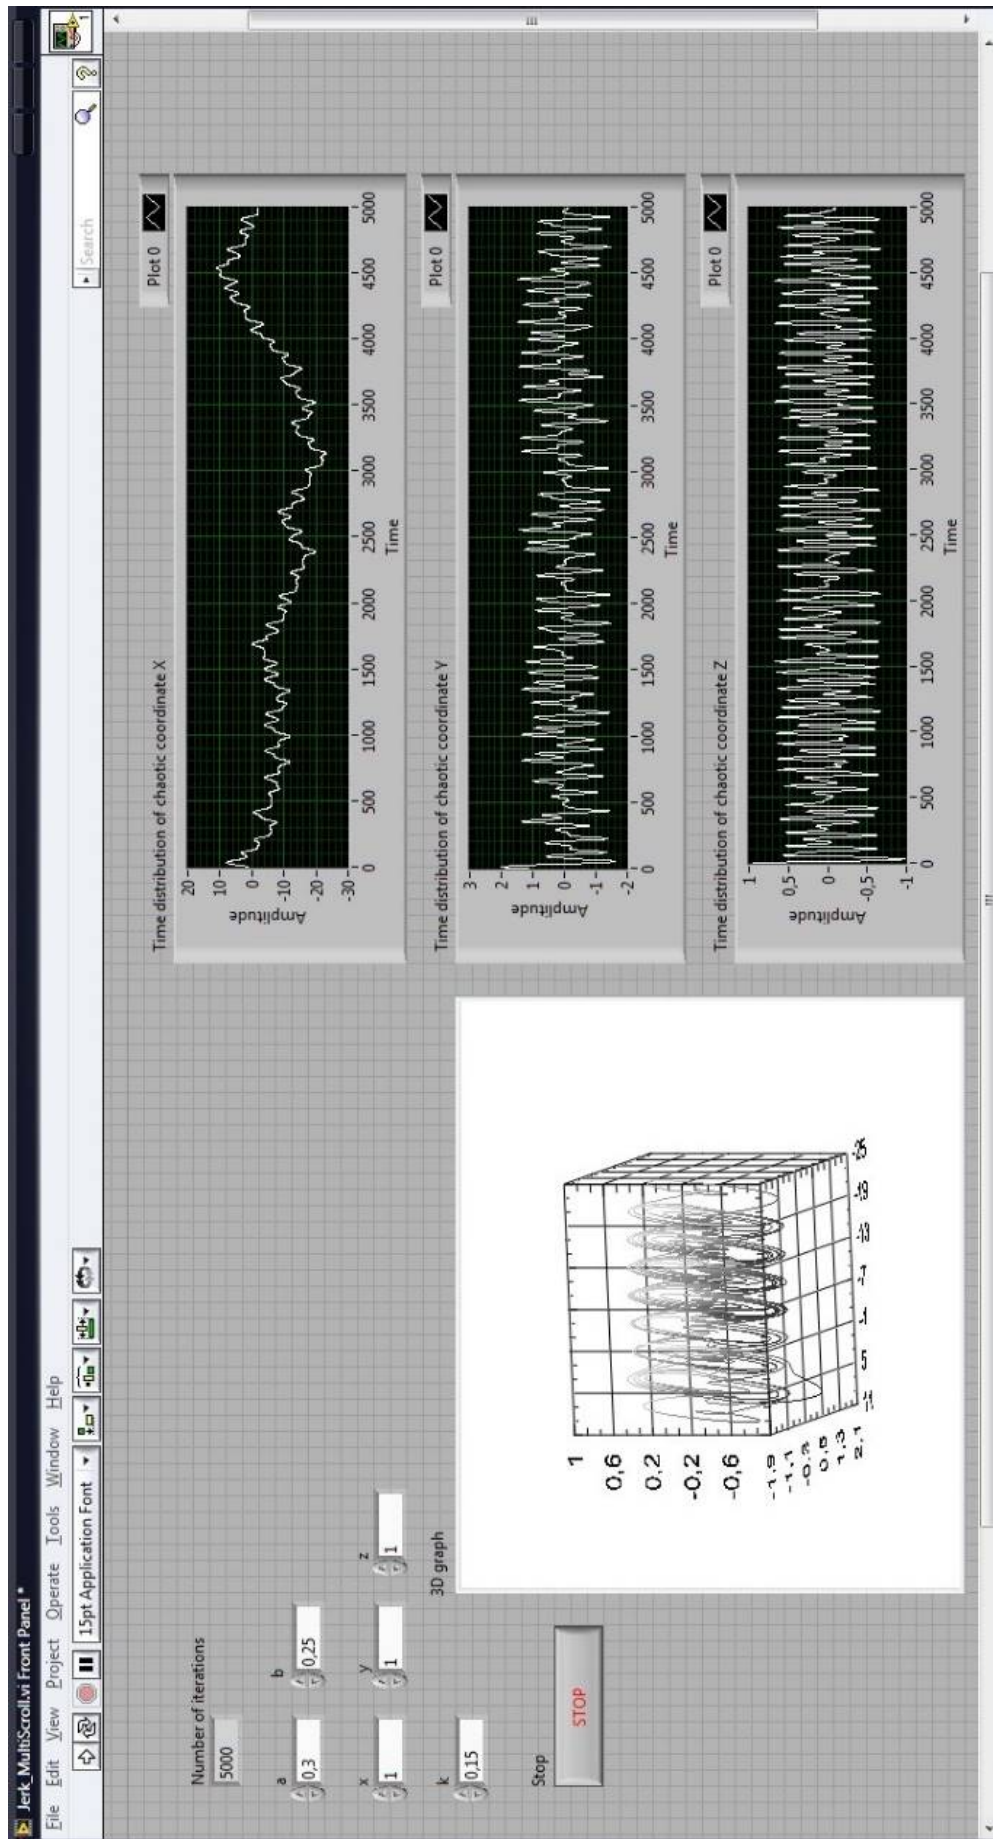 Jerk_MultiScroll.vi Front Panel *
File Edit View Project Operate Tools Window Help
15pt Application Font
Search
1
Number of iterations
5000
a
0,3
b
0,25
x
1
y
1
z
1
k
0,15
Stop
STOP
3D graph
1
0,6
0,2
-0,2
-0,6
-1,9
-1,1
-0,3
0,5
1,3
2,1
11
5
-1
-7
-13
-19
-25
Time distribution of chaotic coordinate X
Plot 0
Amplitude
20
10
0
-10
-20
-30
0 500 1000 1500 2000 2500 3000 3500 4000 4500 5000
Time
Time distribution of chaotic coordinate Y
Plot 0
Amplitude
3
2
1
0
-1
-2
0 500 1000 1500 2000 2500 3000 3500 4000 4500 5000
Time
Time distribution of chaotic coordinate Z
Plot 0
Amplitude
1
0,5
0
-0,5
-1
0 500 1000 1500 2000 2500 3000 3500 4000 4500 5000
Time